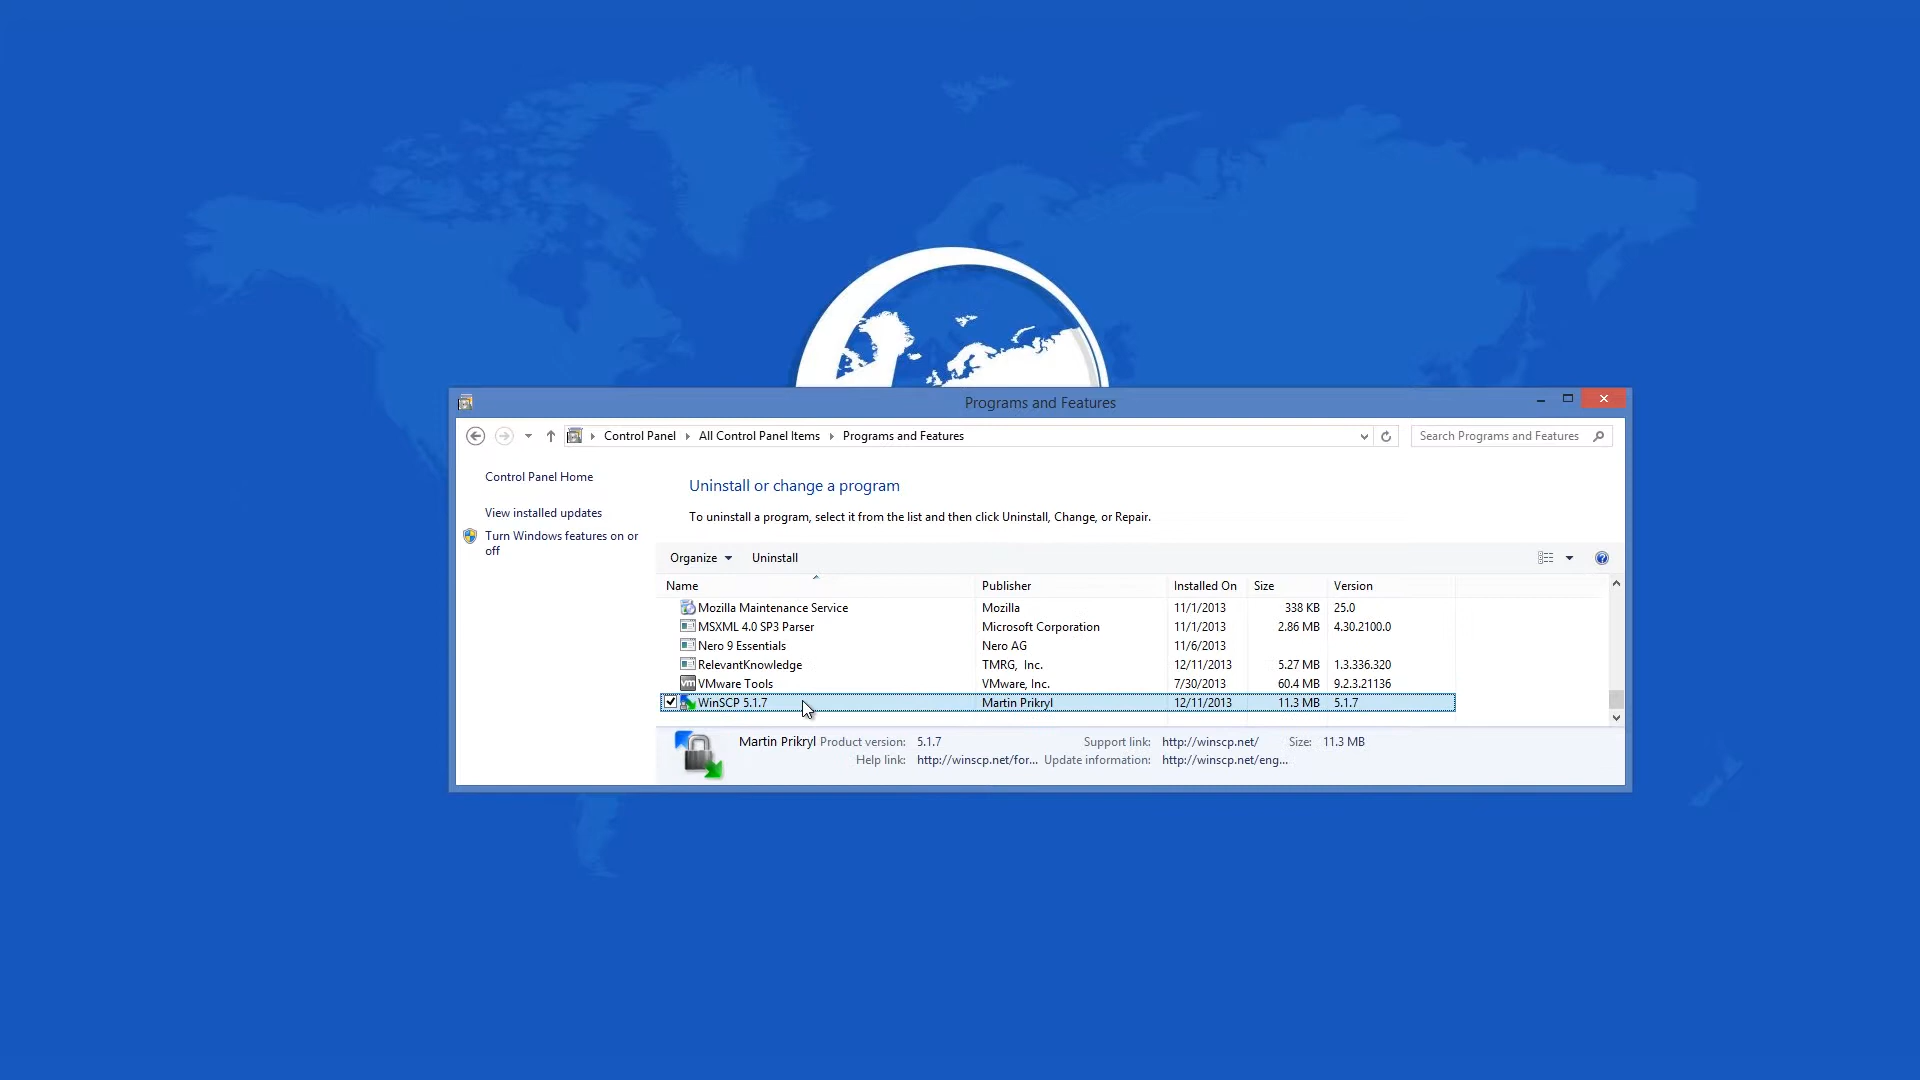 Programs and Features
Control Panel All Control Panel Items Programs and Features
Search Programs and Features
Control Panel Home
View installed updates
Turn Windows features on or
off
Uninstall or change a program
To uninstall a program, select it from the list and then click Uninstall, Change, or Repair.
Organize Uninstall
Name Publisher Installed On Size Version
Mozilla Maintenance Service Mozilla 11/1/2013 338 KB 25.0
MSXML 4.0 SP3 Parser Microsoft Corporation 11/1/2013 2.86 MB 4.30.2100.0
Nero 9 Essentials Nero AG 11/6/2013
RelevantKnowledge TMRG, Inc. 12/11/2013 5.27 MB 1.3.336.320
vm VMware Tools VMware, Inc. 7/30/2013 60.4 MB 9.2.3.21136
WinSCP 5.1.7 Martin Prikryl 12/11/2013 11.3 MB 5.1.7
Martin Prikryl Product version: 5.1.7 Support link: http://winscp.net/ Size: 11.3 MB
Help link: http://winscp.net/for... Update information: http://winscp.net/eng...